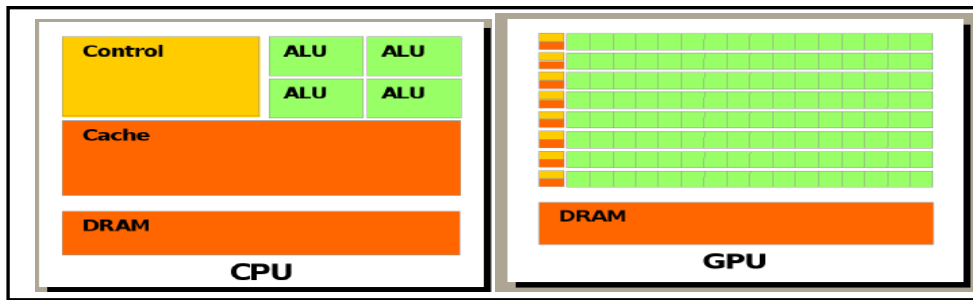 Control
ALU ALU
ALU ALU
Cache
DRAM
CPU
DRAM
GPU